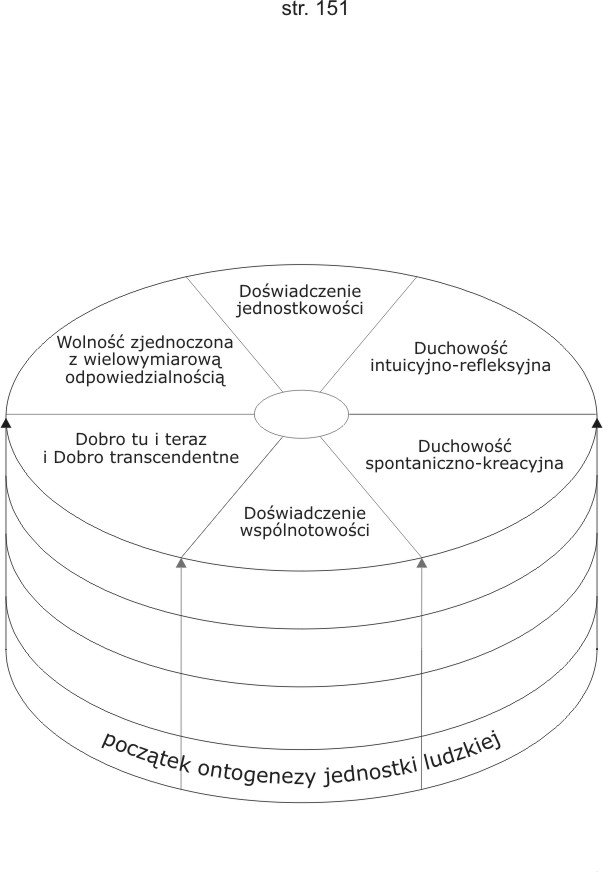 str. 151
Doświadczenie
jednostkowości
Wolność zjednoczona
z wielowymiarową
odpowiedzialnością
Duchowość
intuicyjno-refleksyjna
Dobro tu i teraz
i Dobro transcendentne
Duchowość
spontaniczno-kreacyjna
Doświadczenie
wspólnotowości
początek ontogenezy jednostki ludzkiej